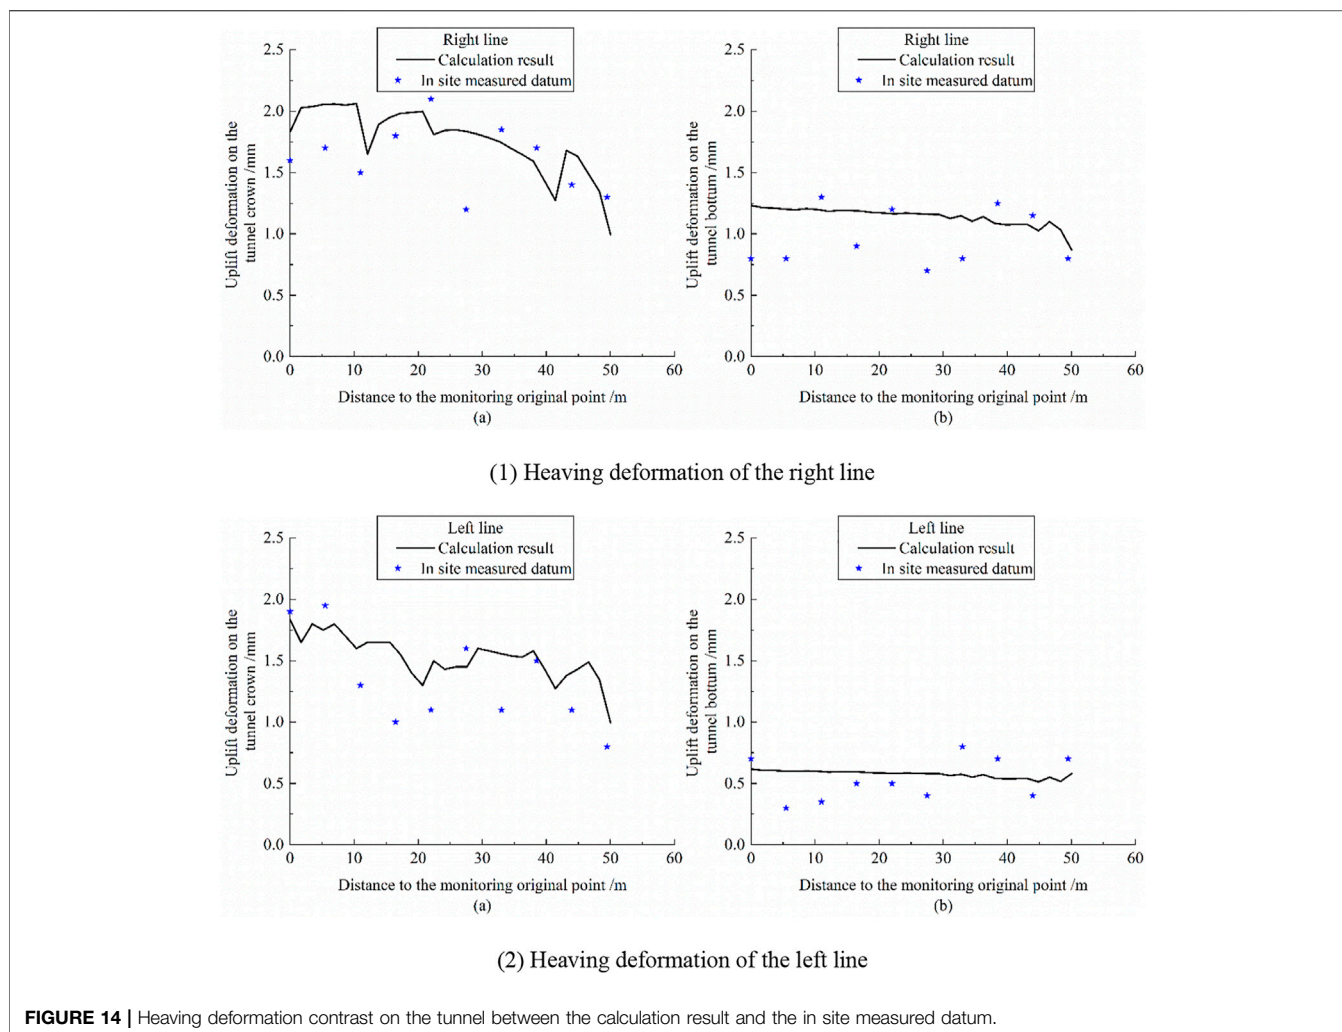 Right line
Calculation result
In site measured datum
2.5
2.0
1.5
1.0
0.5
0.0
Uplift deformation on the
tunnel crown /mm
0 10 20 30 40 50 60
Distance to the monitoring original point /m
(a)
Right line
Calculation result
In site measured datum
2.5
2.0
1.5
1.0
0.5
0.0
Uplift deformation on the
tunnel bottum /mm
0 10 20 30 40 50 60
Distance to the monitoring original point /m
(b)
(1) Heaving deformation of the right line
Left line
Calculation result
In site measured datum
2.5
2.0
1.5
1.0
0.5
0.0
Uplift deformation on the
tunnel crown /mm
0 10 20 30 40 50 60
Distance to the monitoring original point /m
(a)
Left line
Calculation result
In site measured datum
2.5
2.0
1.5
1.0
0.5
0.0
Uplift deformation on the
tunnel bottum /mm
0 10 20 30 40 50 60
Distance to the monitoring original point /m
(b)
(2) Heaving deformation of the left line
FIGURE 14 | Heaving deformation contrast on the tunnel between the calculation result and the in site measured datum.